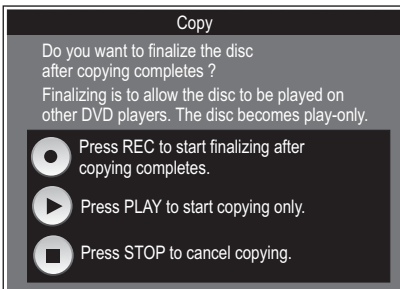 Copy
Do you want to finalize the disc
after copying completes ?
Finalizing is to allow the disc to be played on
other DVD players. The disc becomes play-only.
Press REC to start finalizing after
copying completes.
Press PLAY to start copying only.
Press STOP to cancel copying.